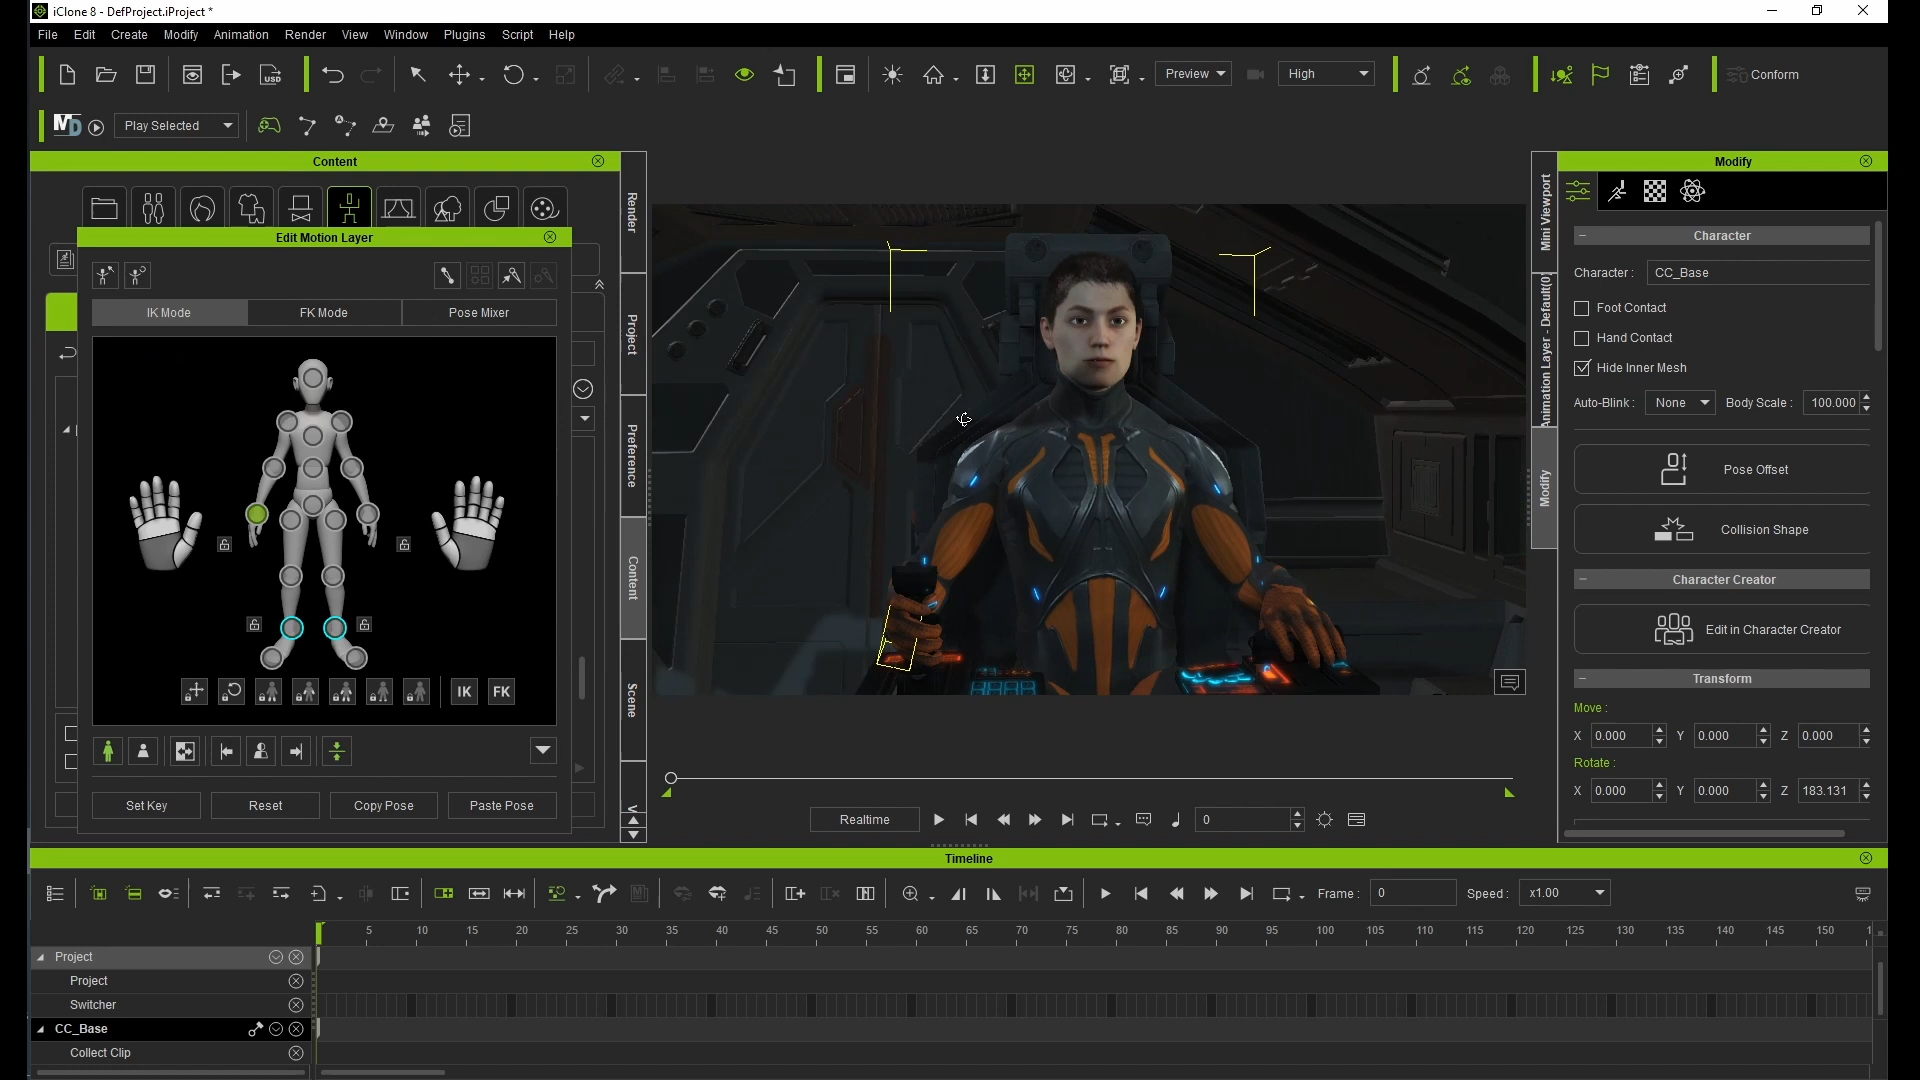 iClone 8 - DefProject.iProject *
File Edit Create Modify Animation Render View Window Plugins Script Help
USD
Preview
High
Conform
MD
Play Selected
Content
Edit Motion Layer
IK Mode
FK Mode
Pose Mixer
IK
FK
Set Key
Reset
Copy Pose
Paste Pose
Render
Project
Preference
Content
Scene
Realtime
0
Mini Viewport
Animation Layer - Default(0)
Modify
Modify
Character
Character : CC_Base
Foot Contact
Hand Contact
Hide Inner Mesh
Auto-Blink : None Body Scale : 100.000
Pose Offset
Collision Shape
Character Creator
Edit in Character Creator
Transform
Move :
X 0.000 Y 0.000 Z 0.000
Rotate :
X 0.000 Y 0.000 Z 183.131
Timeline
Frame : 0 Speed : x1.00
5 10 15 20 25 30 35 40 45 50 55 60 65 70 75 80 85 90 95 100 105 110 115 120 125 130 135 140 145 150
Project
Project
Switcher
CC_Base
Collect Clip